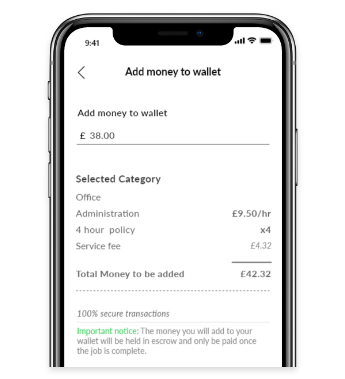 9:41
Add money to wallet
Add money to wallet
£ 38.00
Selected Category
Office
Administration £9.50/hr
4 hour policy x4
Service fee £4.32
Total Money to be added £42.32
100% secure transactions
Important notice: The money you will add to your
wallet will be held in escrow and only be paid once
the job is complete.